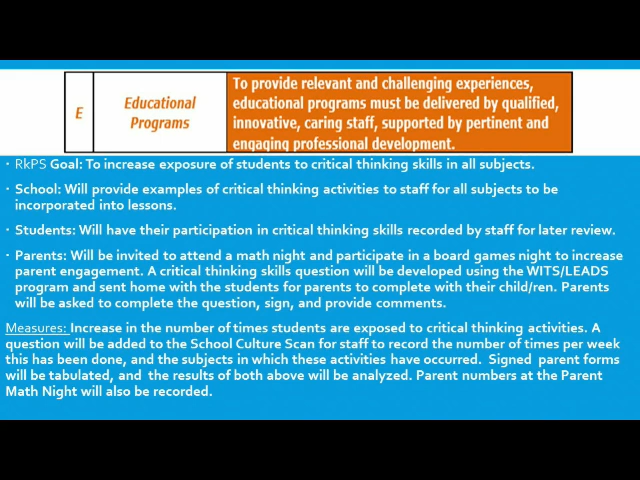 E
Educational
Programs
To provide relevant and challenging experiences,
educational programs must be delivered by qualified,
innovative, caring staff, supported by pertinent and
engaging professional development.
• RkPS Goal: To increase exposure of students to critical thinking skills in all subjects.
• School: Will provide examples of critical thinking activities to staff for all subjects to be
incorporated into lessons.
• Students: Will have their participation in critical thinking skills recorded by staff for later review.
• Parents: Will be invited to attend a math night and participate in a board games night to increase
parent engagement. A critical thinking skills question will be developed using the WITS/LEADS
program and sent home with the students for parents to complete with their child/ren. Parents
will be asked to complete the question, sign, and provide comments.
Measures: Increase in the number of times students are exposed to critical thinking activities. A
question will be added to the School Culture Scan for staff to record the number of times per week
this has been done, and the subjects in which these activities have occurred. Signed parent forms
will be tabulated, and the results of both above will be analyzed. Parent numbers at the Parent
Math Night will also be recorded.